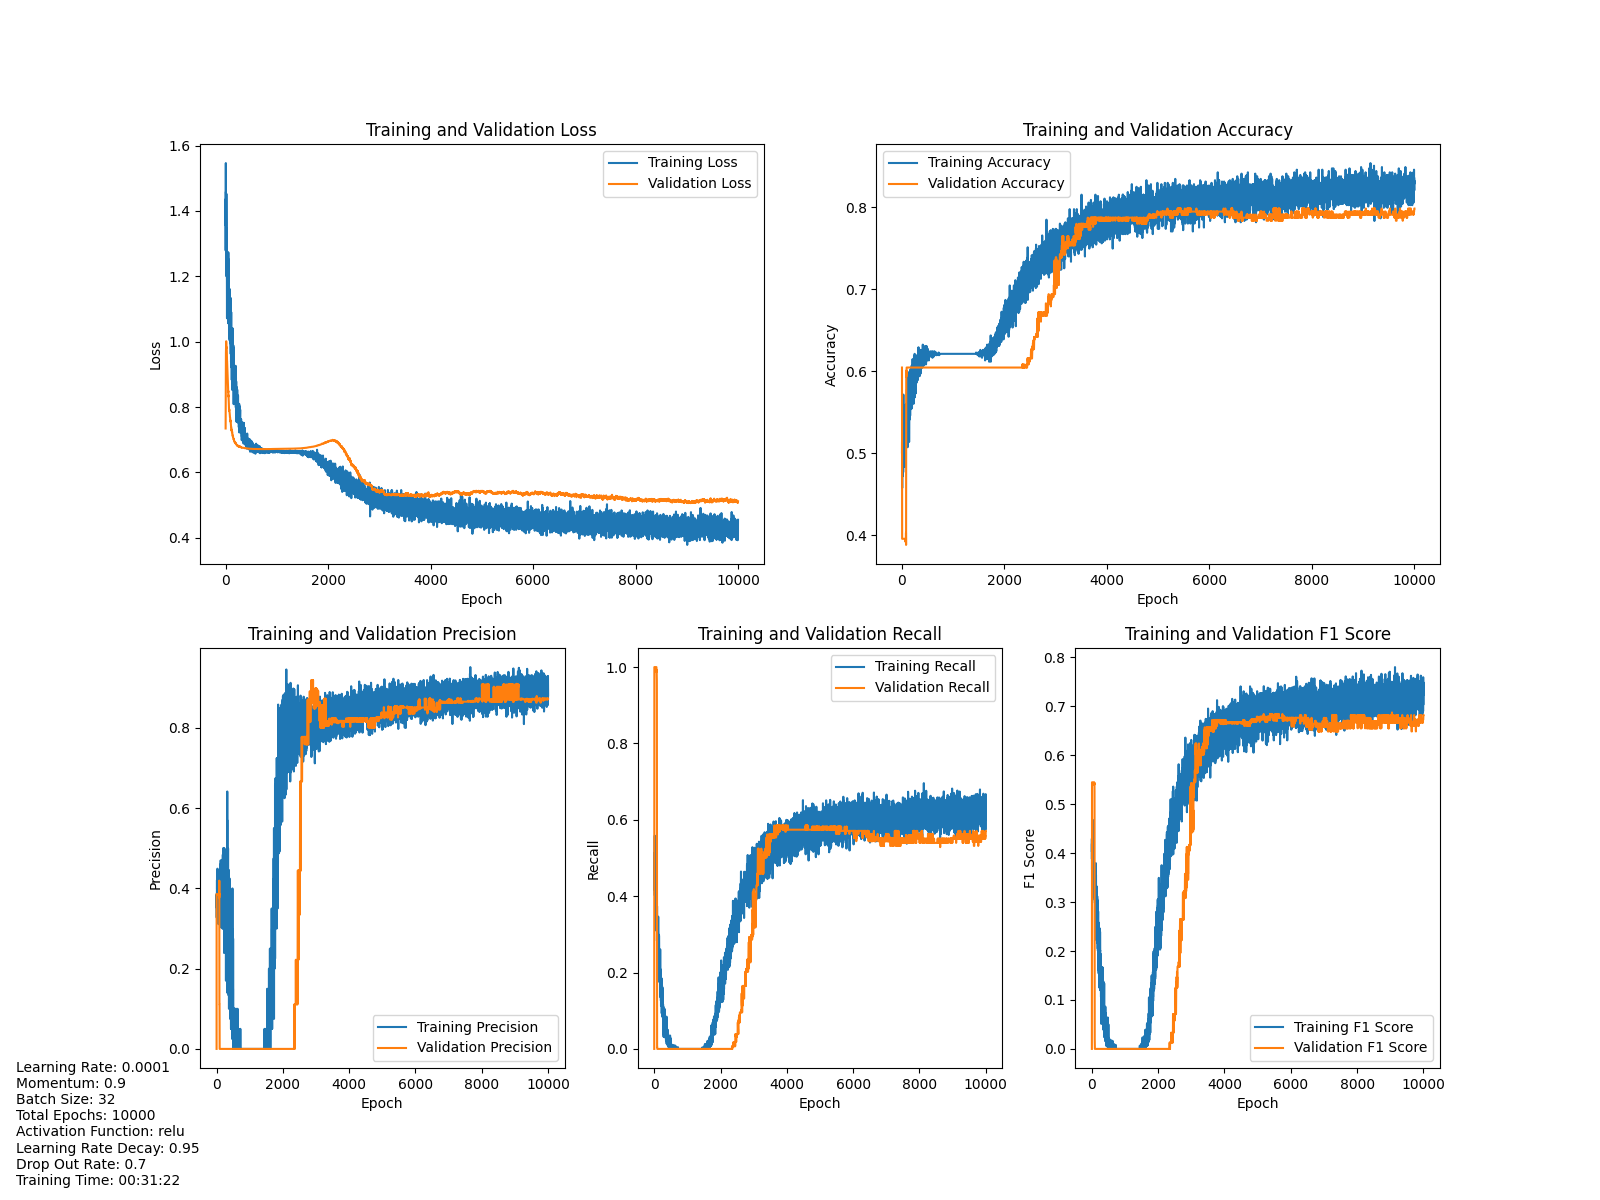 Training and Validation Loss
1.6
1.4
1.2
1.0
0.8
0.6
0.4
Loss
Training Loss
Validation Loss
0 2000 4000 6000 8000 10000
Epoch
Training and Validation Accuracy
0.8
0.7
0.6
0.5
0.4
Accuracy
Training Accuracy
Validation Accuracy
0 2000 4000 6000 8000 10000
Epoch
Training and Validation Precision
0.8
0.6
0.4
0.2
0.0
Precision
Training Precision
Validation Precision
0 2000 4000 6000 8000 10000
Epoch
Training and Validation Recall
1.0
0.8
0.6
0.4
0.2
0.0
Recall
Training Recall
Validation Recall
0 2000 4000 6000 8000 10000
Epoch
Training and Validation F1 Score
0.8
0.7
0.6
0.5
0.4
0.3
0.2
0.1
0.0
F1 Score
Training F1 Score
Validation F1 Score
0 2000 4000 6000 8000 10000
Epoch
Learning Rate: 0.0001
Momentum: 0.9
Batch Size: 32
Total Epochs: 10000
Activation Function: relu
Learning Rate Decay: 0.95
Drop Out Rate: 0.7
Training Time: 00:31:22